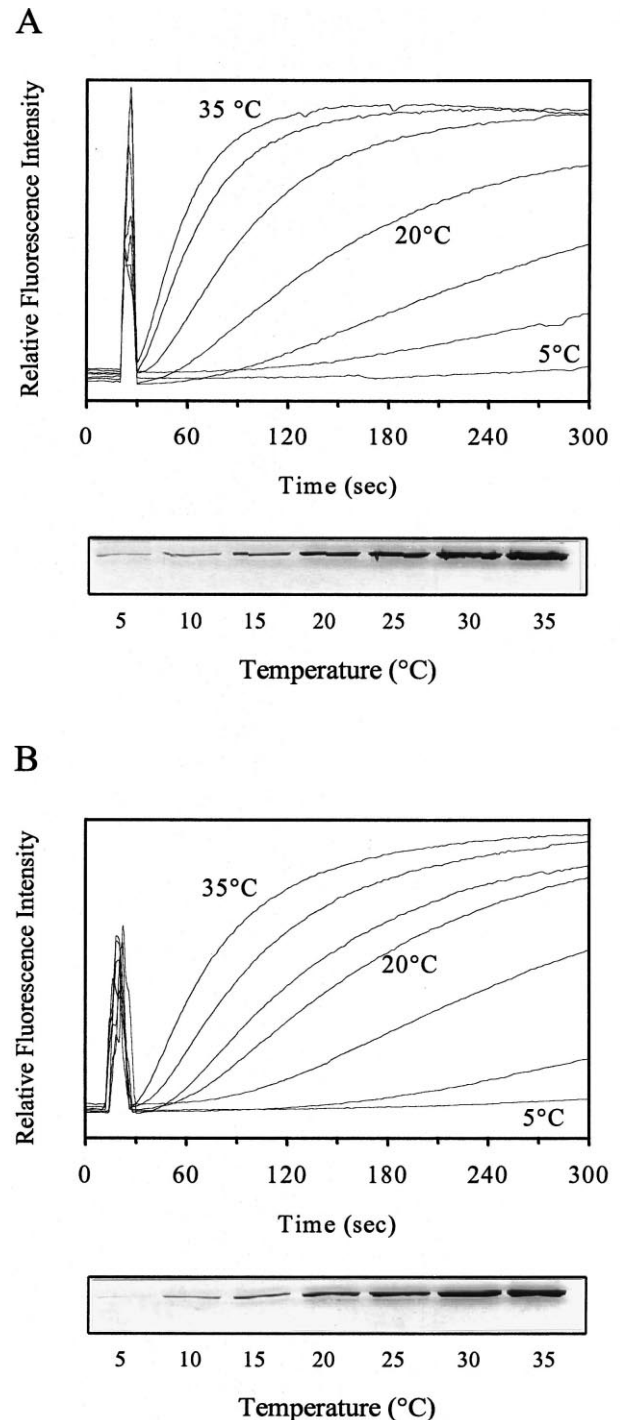 A
Relative Fluorescence Intensity
35 °C
20°C
5°C
0 60 120 180 240 300
Time (sec)
5 10 15 20 25 30 35
Temperature (°C)
B
Relative Fluorescence Intensity
35°C
20°C
5°C
0 60 120 180 240 300
Time (sec)
5 10 15 20 25 30 35
Temperature (°C)